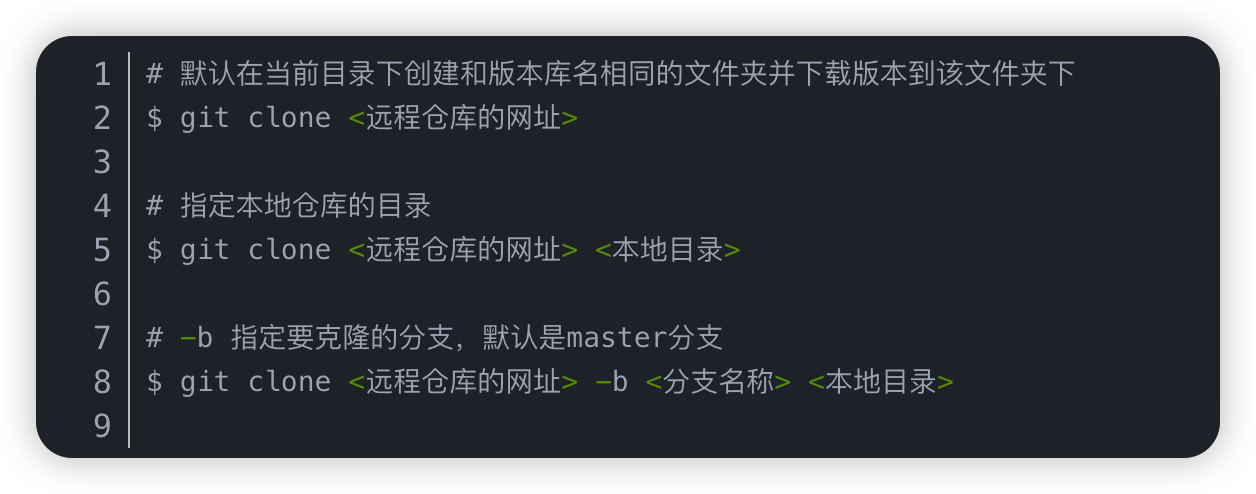 1 # 默认在当前目录下创建和版本库名相同的文件夹并下载版本到该文件夹下
2 $ git clone <远程仓库的网址>
3
4 # 指定本地仓库的目录
5 $ git clone <远程仓库的网址> <本地目录>
6
7 # -b 指定要克隆的分支，默认是master分支
8 $ git clone <远程仓库的网址> -b <分支名称> <本地目录>
9